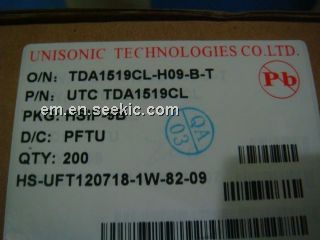 UNISONIC TECHNOLOGIES CO.LTD.
O/N: TDA1519CL-H09-B-T
Pb
P/N: UTC TDA1519CL
em.en.seekic.com
PKG:
D/C: PFTU
QA
03
QTY: 200
HS-UFT120718-1W-82-09